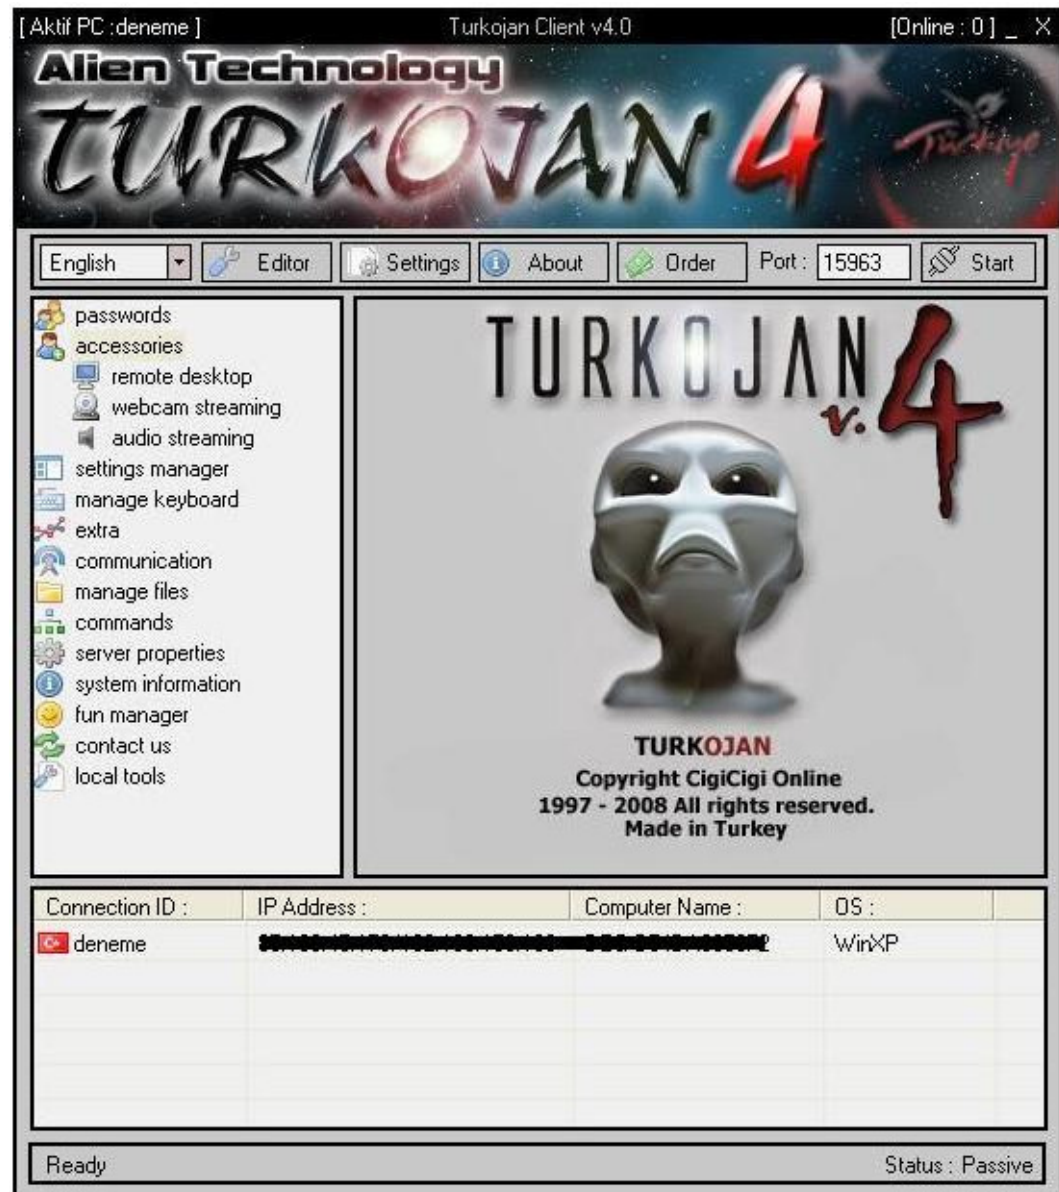 [ Aktif PC :deneme ] Turkojan Client v4.0 [Online : 0 ] _ X
Alien Technology
TURKOJAN 4
Türkiye
English Editor Settings About Order Port : 15963 Start
passwords
accessories
remote desktop
webcam streaming
audio streaming
settings manager
manage keyboard
extra
communication
manage files
commands
server properties
system information
fun manager
contact us
local tools
TURKOJAN
v.4
TURKOJAN
Copyright CigiCigi Online
1997 - 2008 All rights reserved.
Made in Turkey
Connection ID : IP Address : Computer Name : OS :
deneme WinXP
Ready Status : Passive